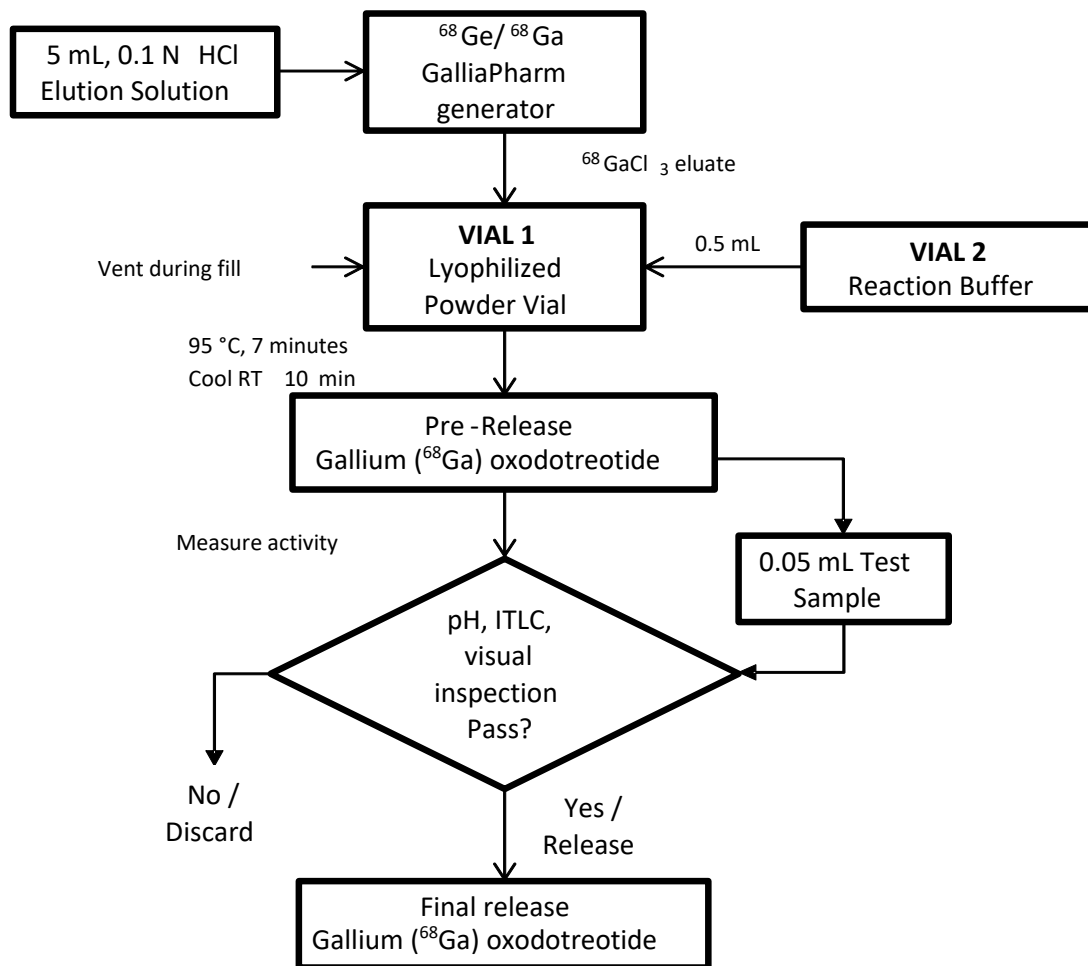 5 mL, 0.1 N HCl
Elution Solution
⁶⁸Ge/ ⁶⁸Ga
GalliaPharm
generator
⁶⁸GaCl ₃ eluate
Vent during fill
VIAL 1
Lyophilized
Powder Vial
0.5 mL
VIAL 2
Reaction Buffer
95 °C, 7 minutes
Cool RT 10 min
Pre -Release
Gallium (⁶⁸Ga) oxodotreotide
Measure activity
0.05 mL Test
Sample
pH, ITLC,
visual
inspection
Pass?
No /
Discard
Yes /
Release
Final release
Gallium (⁶⁸Ga) oxodotreotide